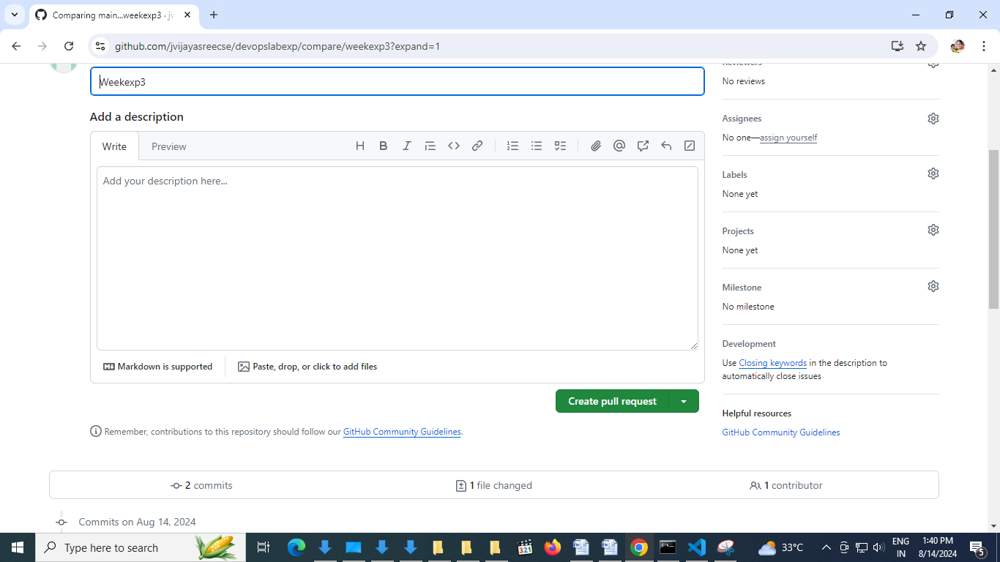 Comparing main...weekexp3 · jv
github.com/jvijayasreecse/devopslabexp/compare/weekexp3?expand=1
Reviewers
Weekexp3
No reviews
Add a description
Assignees
No one—assign yourself
Write
Preview
Labels
None yet
Add your description here...
Projects
None yet
Milestone
No milestone
Development
Use Closing keywords in the description to
automatically close issues
Markdown is supported
Paste, drop, or click to add files
Create pull request
Helpful resources
GitHub Community Guidelines
Remember, contributions to this repository should follow our GitHub Community Guidelines.
2 commits
1 file changed
1 contributor
Commits on Aug 14, 2024
Type here to search
321
33°C
ENG
IN
1:40 PM
8/14/2024
5